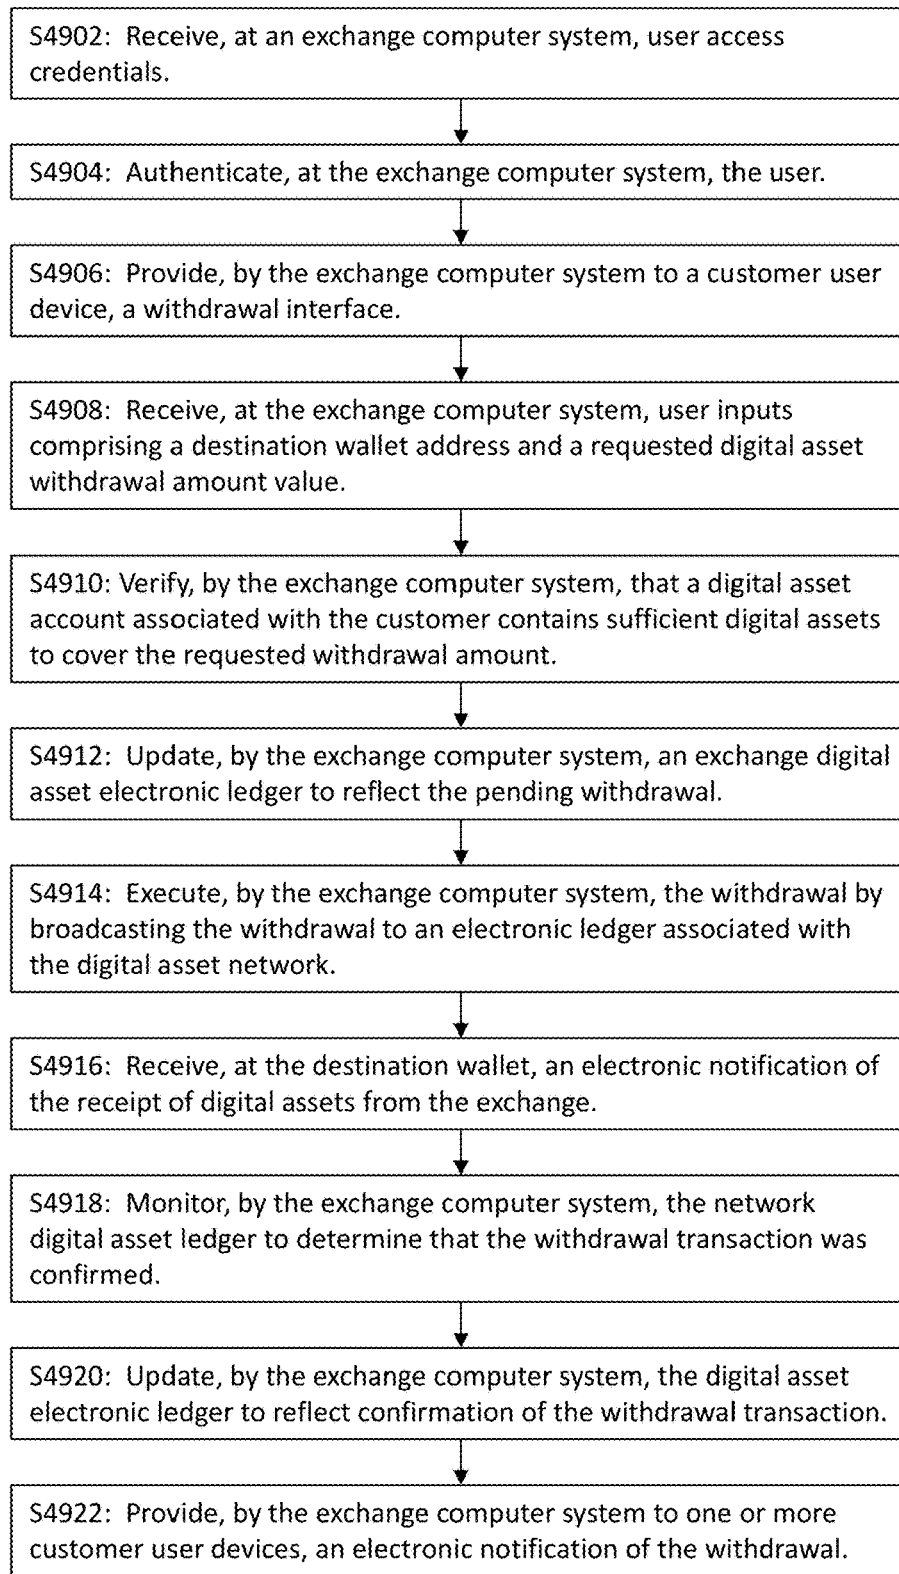 S4902: Receive, at an exchange computer system, user access
credentials.
S4904: Authenticate, at the exchange computer system, the user.
S4906: Provide, by the exchange computer system to a customer user
device, a withdrawal interface.
S4908: Receive, at the exchange computer system, user inputs
comprising a destination wallet address and a requested digital asset
withdrawal amount value.
S4910: Verify, by the exchange computer system, that a digital asset
account associated with the customer contains sufficient digital assets
to cover the requested withdrawal amount.
S4912: Update, by the exchange computer system, an exchange digital
asset electronic ledger to reflect the pending withdrawal.
S4914: Execute, by the exchange computer system, the withdrawal by
broadcasting the withdrawal to an electronic ledger associated with
the digital asset network.
S4916: Receive, at the destination wallet, an electronic notification of
the receipt of digital assets from the exchange.
S4918: Monitor, by the exchange computer system, the network
digital asset ledger to determine that the withdrawal transaction was
confirmed.
S4920: Update, by the exchange computer system, the digital asset
electronic ledger to reflect confirmation of the withdrawal transaction.
S4922: Provide, by the exchange computer system to one or more
customer user devices, an electronic notification of the withdrawal.